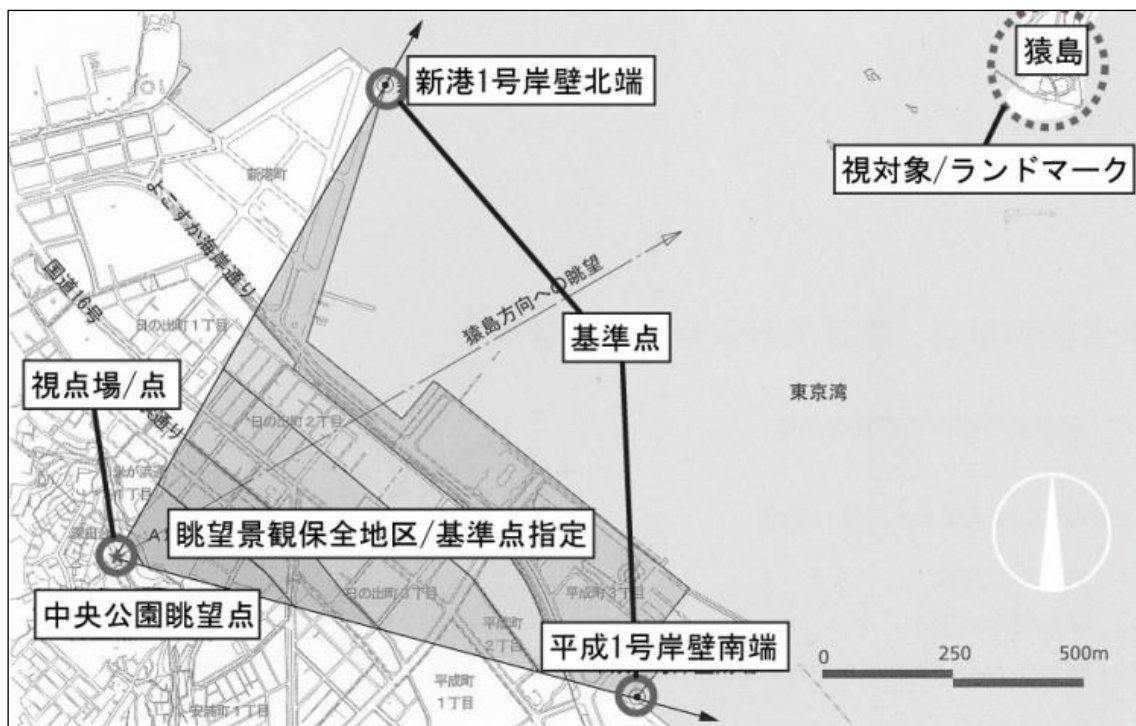 新港1号岸壁北端
猿島
視対象/ランドマーク
新港町
よこすか海岸通り
国道16号
猿島方向への眺望
日の出町1丁目
基準点
視点場/点
東京湾
日の出町2丁目
眺望景観保全地区/基準点指定
中央公園眺望点
日の出町3丁目
平成町3丁目
平成町
2丁目
平成1号岸壁南端
平成町
1丁目
安浦町1丁目
0
250
500m